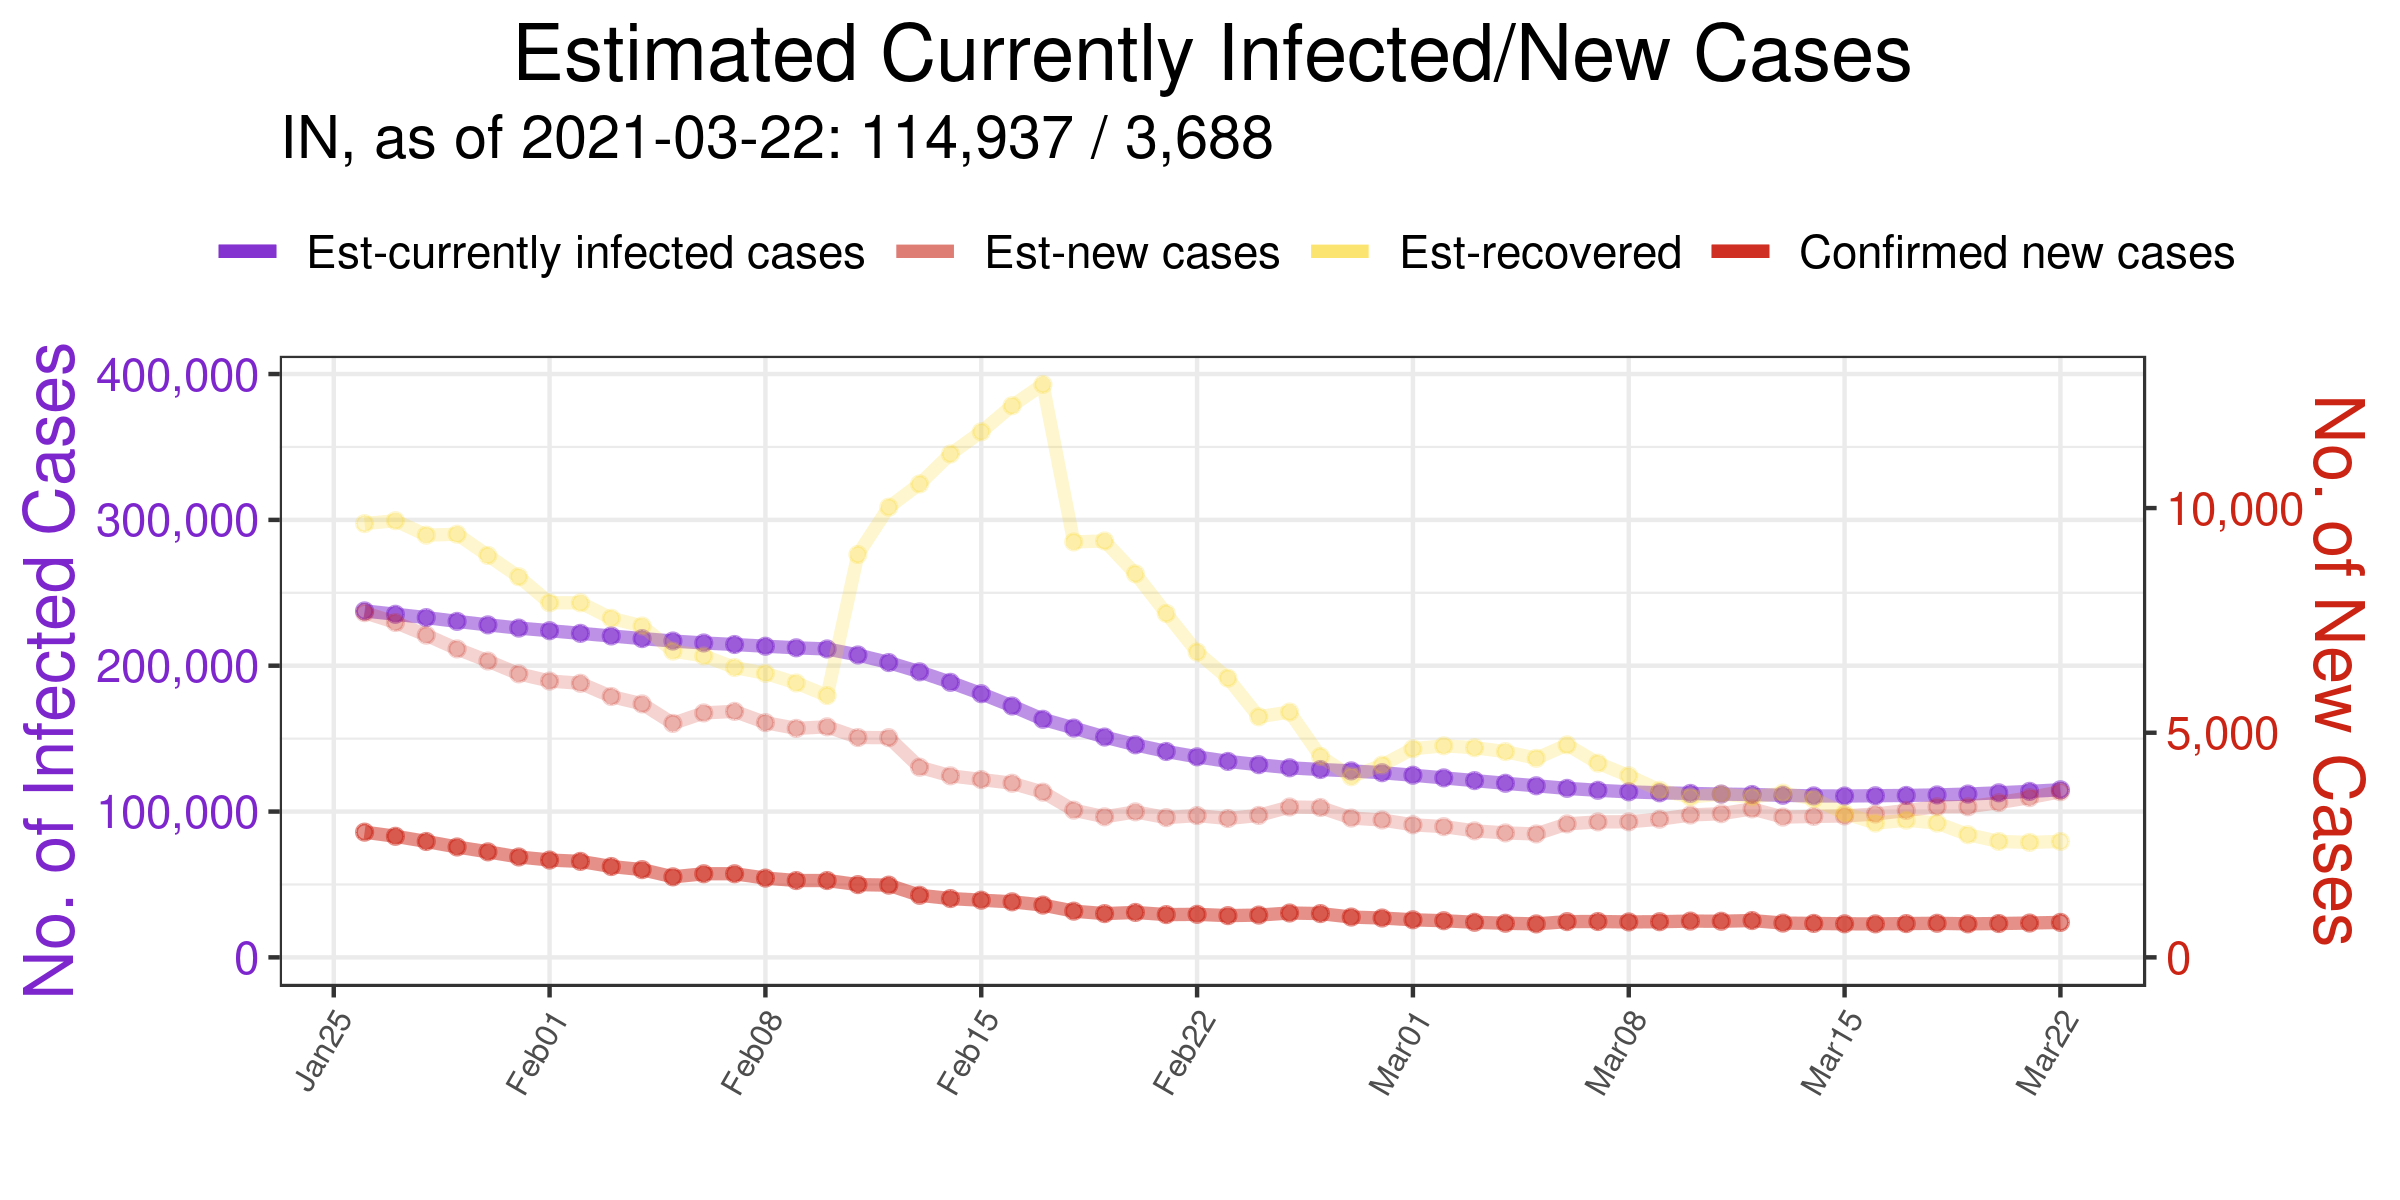 Estimated Currently Infected/New Cases
IN, as of 2021-03-22: 114,937 / 3,688
Est-currently infected cases
Est-new cases
Est-recovered
Confirmed new cases
No. of Infected Cases
400,000
300,000
200,000
100,000
0
No. of New Cases
10,000
5,000
0
Jan25
Feb01
Feb08
Feb15
Feb22
Mar01
Mar08
Mar15
Mar22